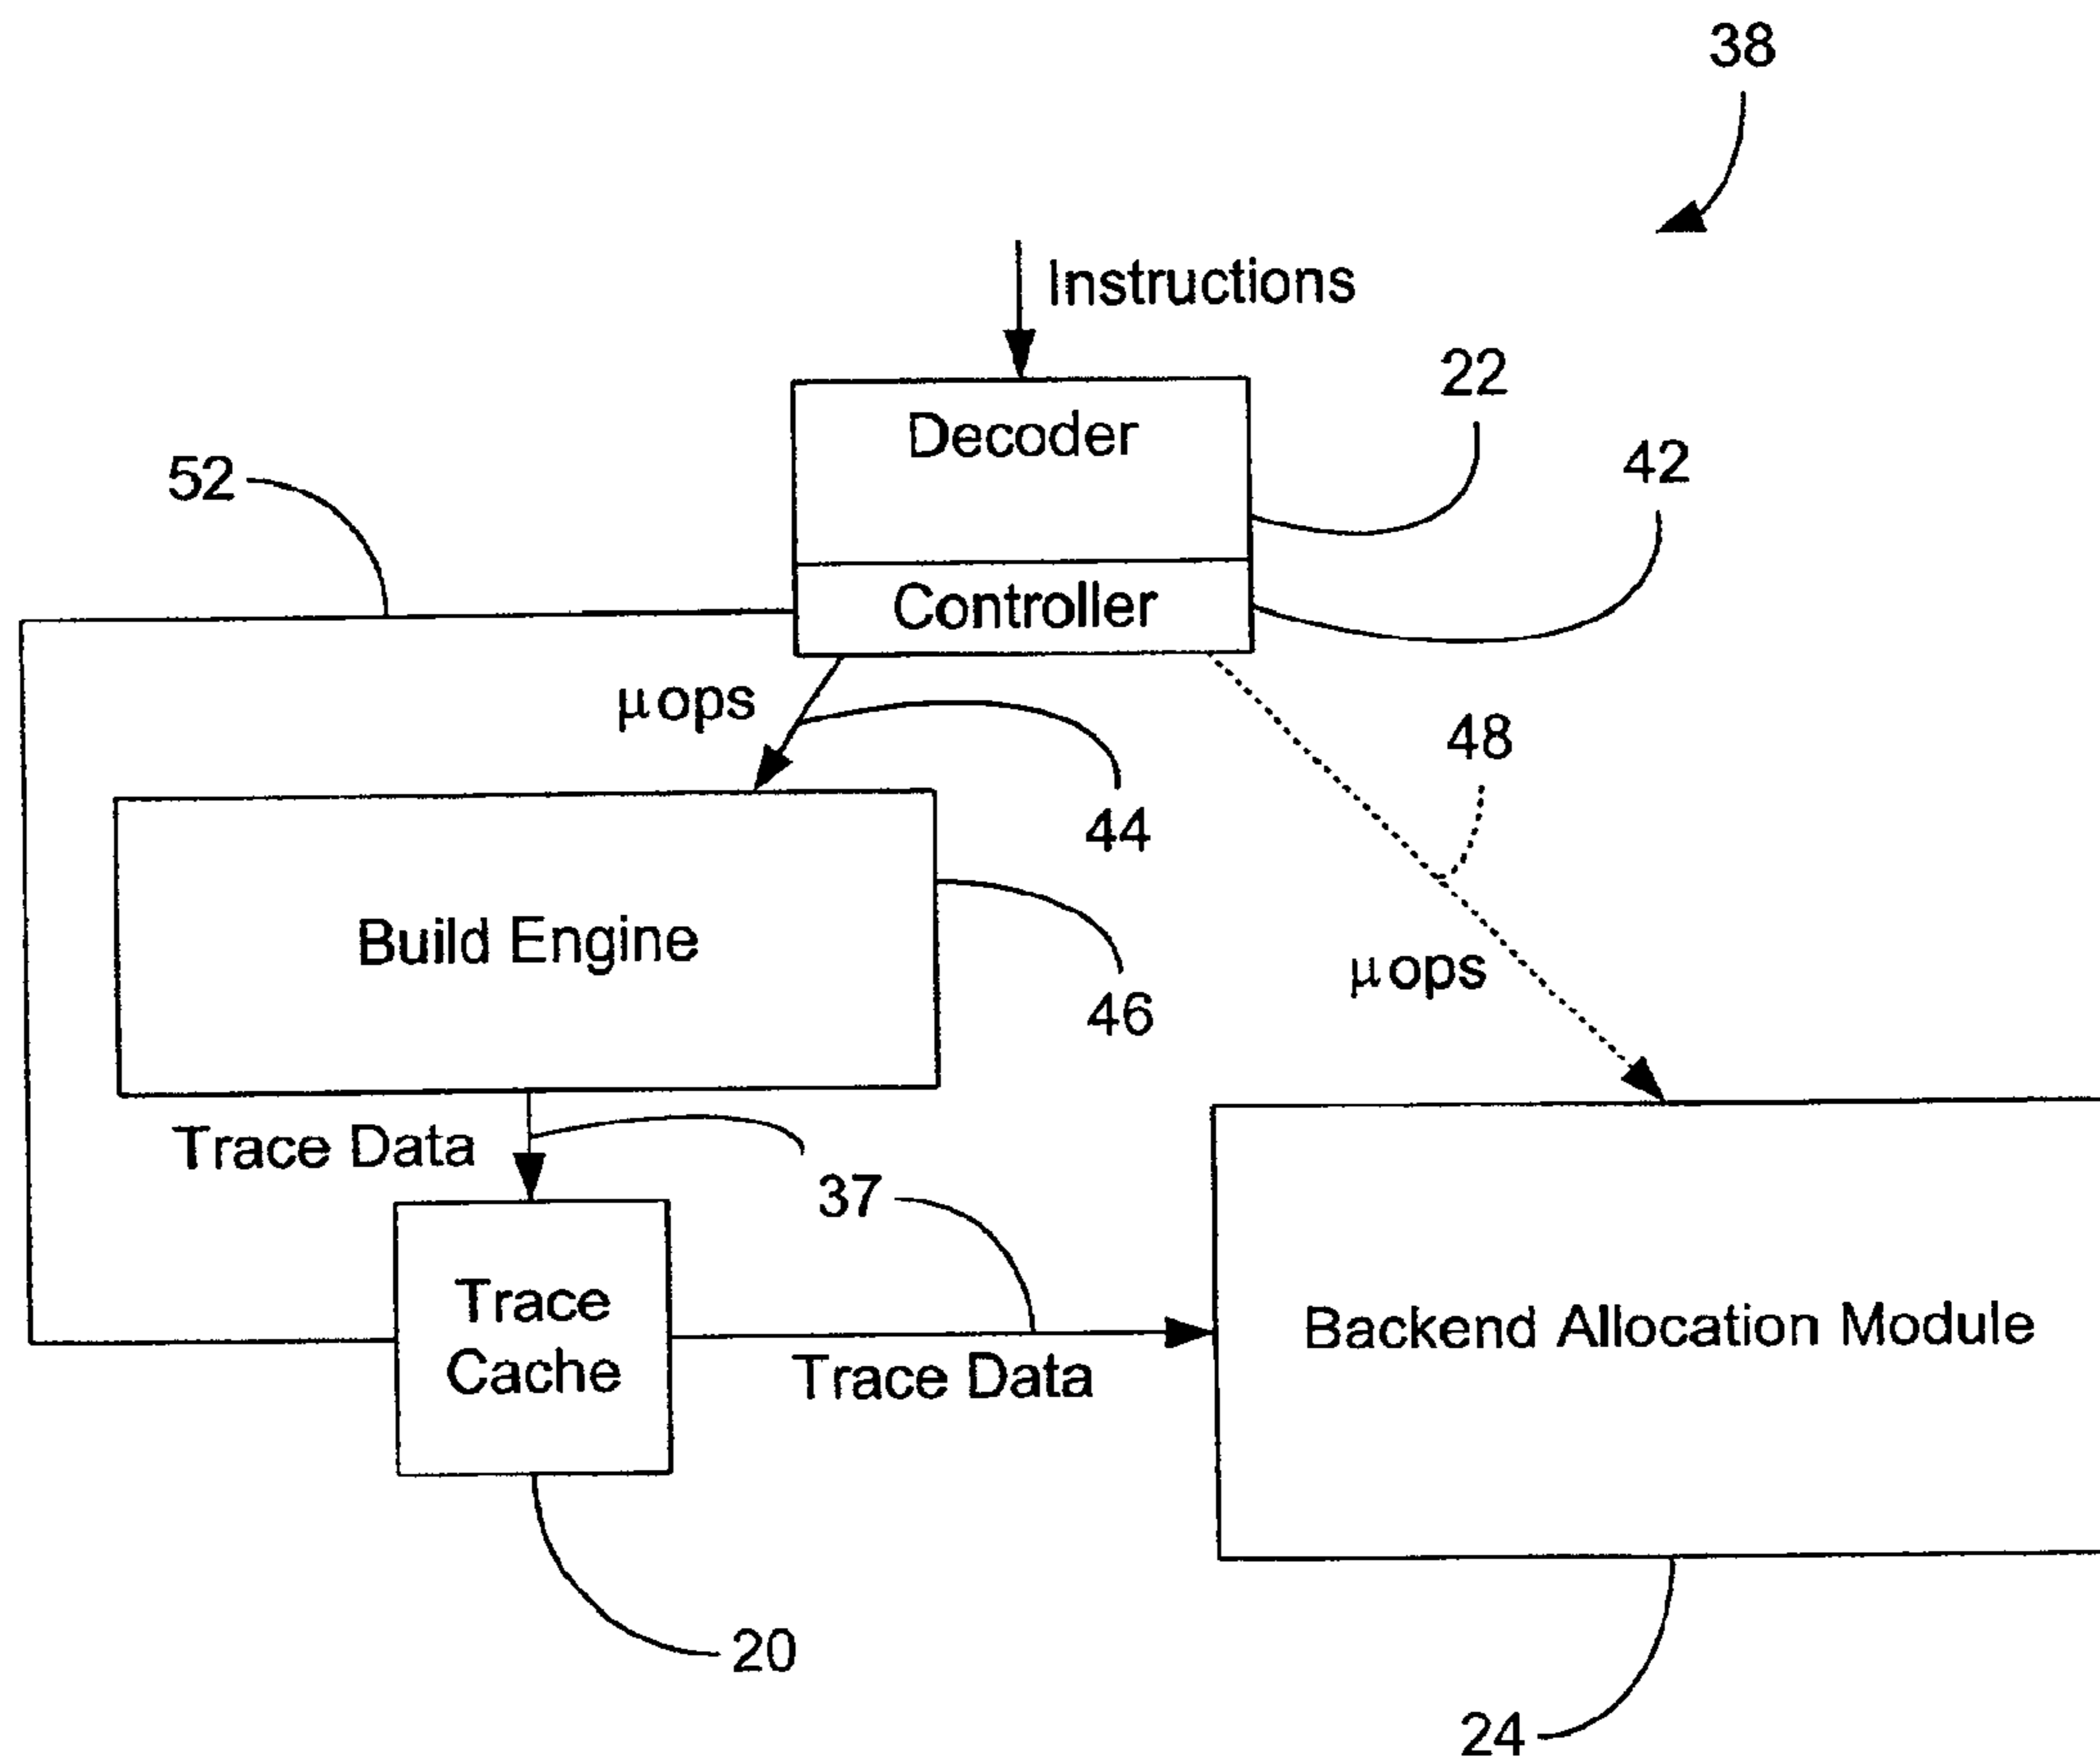 38
Instructions
22
Decoder
42
52
Controller
μops
48
44
Build Engine
μops
46
Trace Data
37
Trace
Cache
Backend Allocation Module
Trace Data
20
24